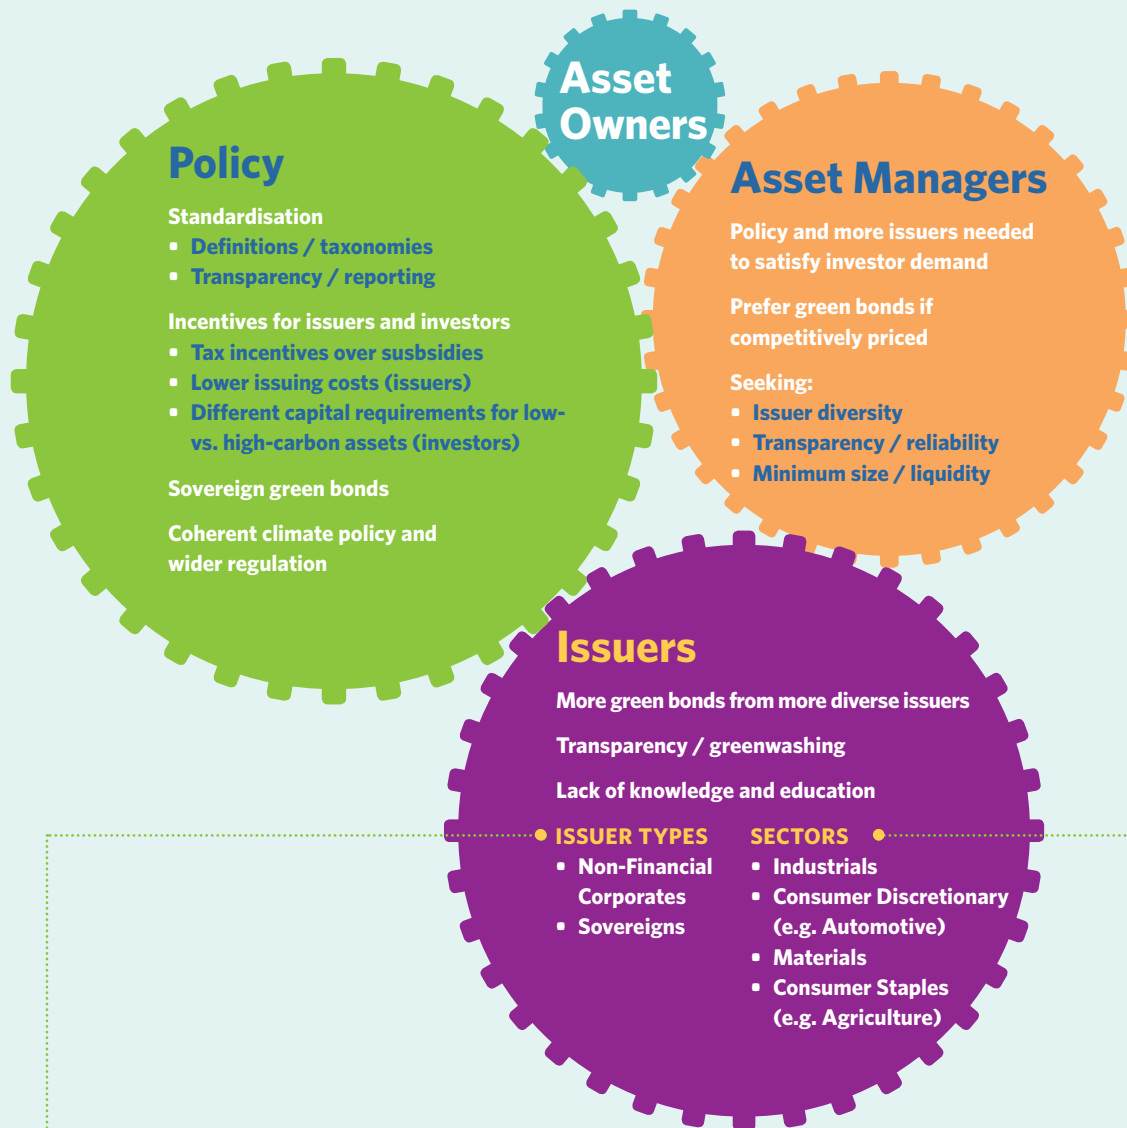 Asset
Owners
Policy
Standardisation
▪ Definitions / taxonomies
▪ Transparency / reporting
Incentives for issuers and investors
▪ Tax incentives over susbsidies
▪ Lower issuing costs (issuers)
▪ Different capital requirements for low-
vs. high-carbon assets (investors)
Sovereign green bonds
Coherent climate policy and
wider regulation
Asset Managers
Policy and more issuers needed
to satisfy investor demand
Prefer green bonds if
competitively priced
Seeking:
▪ Issuer diversity
▪ Transparency / reliability
▪ Minimum size / liquidity
Issuers
More green bonds from more diverse issuers
Transparency / greenwashing
Lack of knowledge and education
ISSUER TYPES
▪ Non-Financial
Corporates
▪ Sovereigns
SECTORS
▪ Industrials
▪ Consumer Discretionary
(e.g. Automotive)
▪ Materials
▪ Consumer Staples
(e.g. Agriculture)